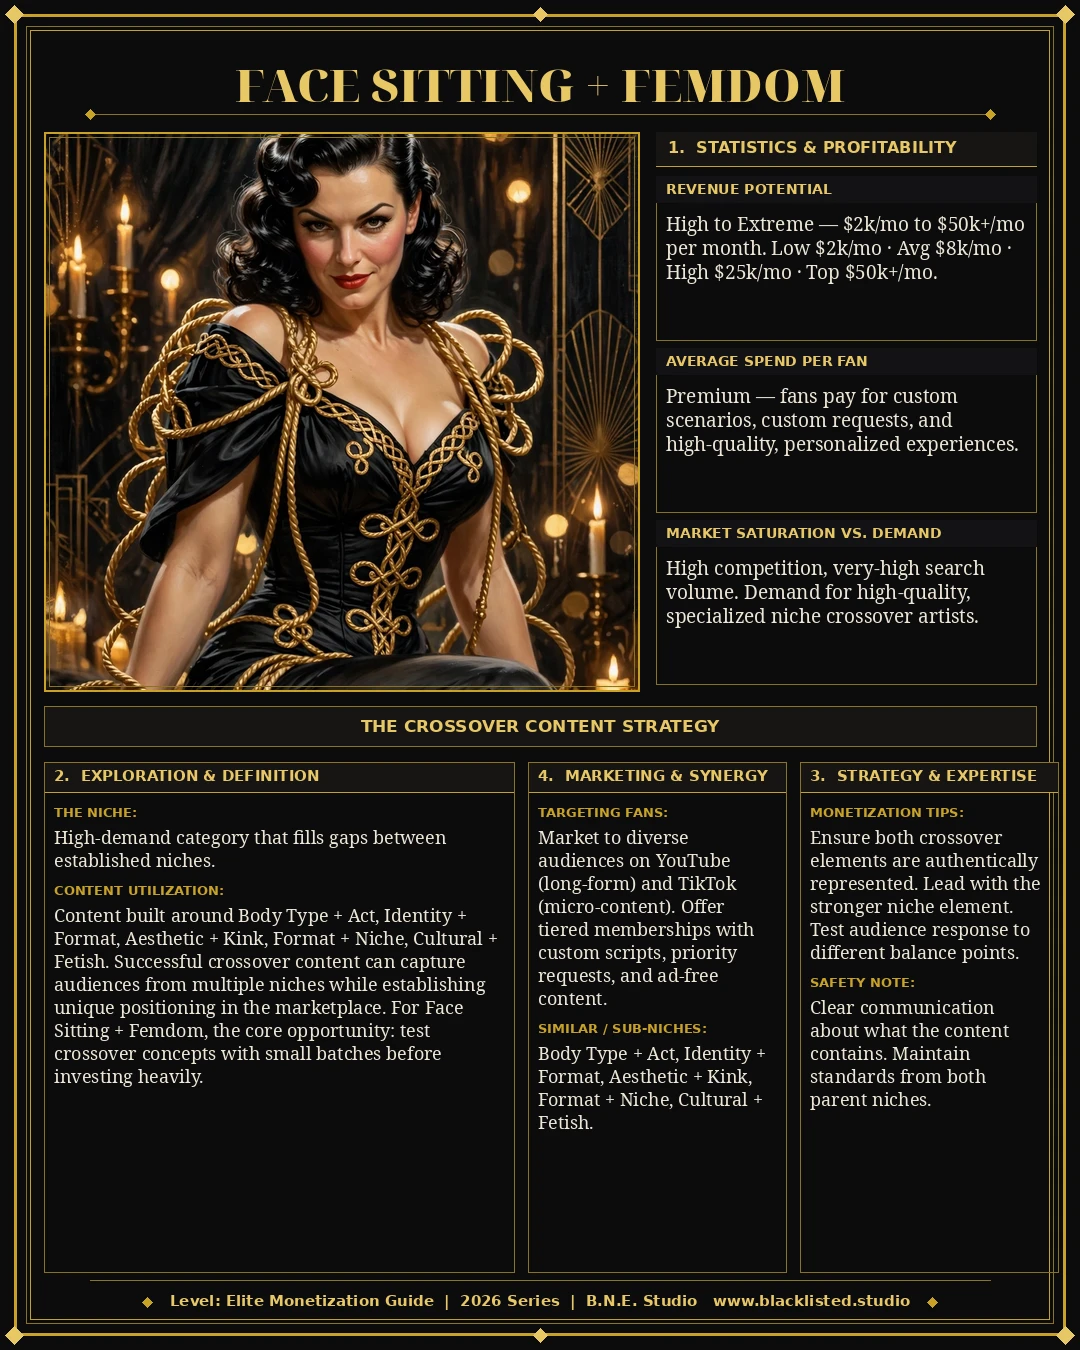 FACE SITTING + FEMDOM
1. STATISTICS & PROFITABILITY
REVENUE POTENTIAL
High to Extreme — $2k/mo to $50k+/mo
per month. Low $2k/mo · Avg $8k/mo ·
High $25k/mo · Top $50k+/mo.
AVERAGE SPEND PER FAN
Premium — fans pay for custom
scenarios, custom requests, and
high-quality, personalized experiences.
MARKET SATURATION VS. DEMAND
High competition, very-high search
volume. Demand for high-quality,
specialized niche crossover artists.
THE CROSSOVER CONTENT STRATEGY
2. EXPLORATION & DEFINITION
THE NICHE:
High-demand category that fills gaps between
established niches.
CONTENT UTILIZATION:
Content built around Body Type + Act, Identity +
Format, Aesthetic + Kink, Format + Niche, Cultural +
Fetish. Successful crossover content can capture
audiences from multiple niches while establishing
unique positioning in the marketplace. For Face
Sitting + Femdom, the core opportunity: test
crossover concepts with small batches before
investing heavily.
4. MARKETING & SYNERGY
TARGETING FANS:
Market to diverse
audiences on YouTube
(long-form) and TikTok
(micro-content). Offer
tiered memberships with
custom scripts, priority
requests, and ad-free
content.
SIMILAR / SUB-NICHES:
Body Type + Act, Identity +
Format, Aesthetic + Kink,
Format + Niche, Cultural +
Fetish.
3. STRATEGY & EXPERTISE
MONETIZATION TIPS:
Ensure both crossover
elements are authentically
represented. Lead with the
stronger niche element.
Test audience response to
different balance points.
SAFETY NOTE:
Clear communication
about what the content
contains. Maintain
standards from both
parent niches.
Level: Elite Monetization Guide | 2026 Series | B.N.E. Studio www.blacklisted.studio